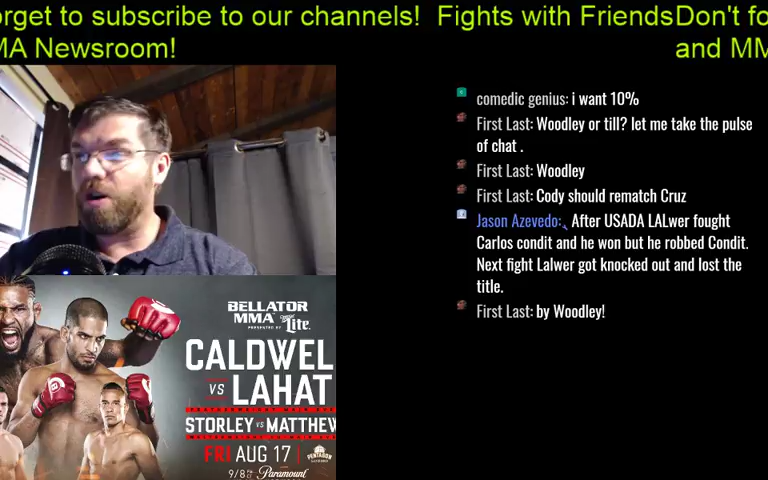 orget to subscribe to our channels!  Fights with FriendsDon't fo
MA Newsroom!
and MM
comedic genius: i want 10%
First Last: Woodley or till? let me take the pulse
of chat .
First Last: Woodley
First Last: Cody should rematch Cruz
Jason Azevedo:, After USADA LALwer fought
Carlos condit and he won but he robbed Condit.
Next fight Lalwer got knocked out and lost the
title.
First Last: by Woodley!
BELLATOR
MMA PRESENTED BY Lite
CALDWEL
VS LAHAT
STORLEY VS MATTHEW
FRI AUG 17
9/8 Paramount